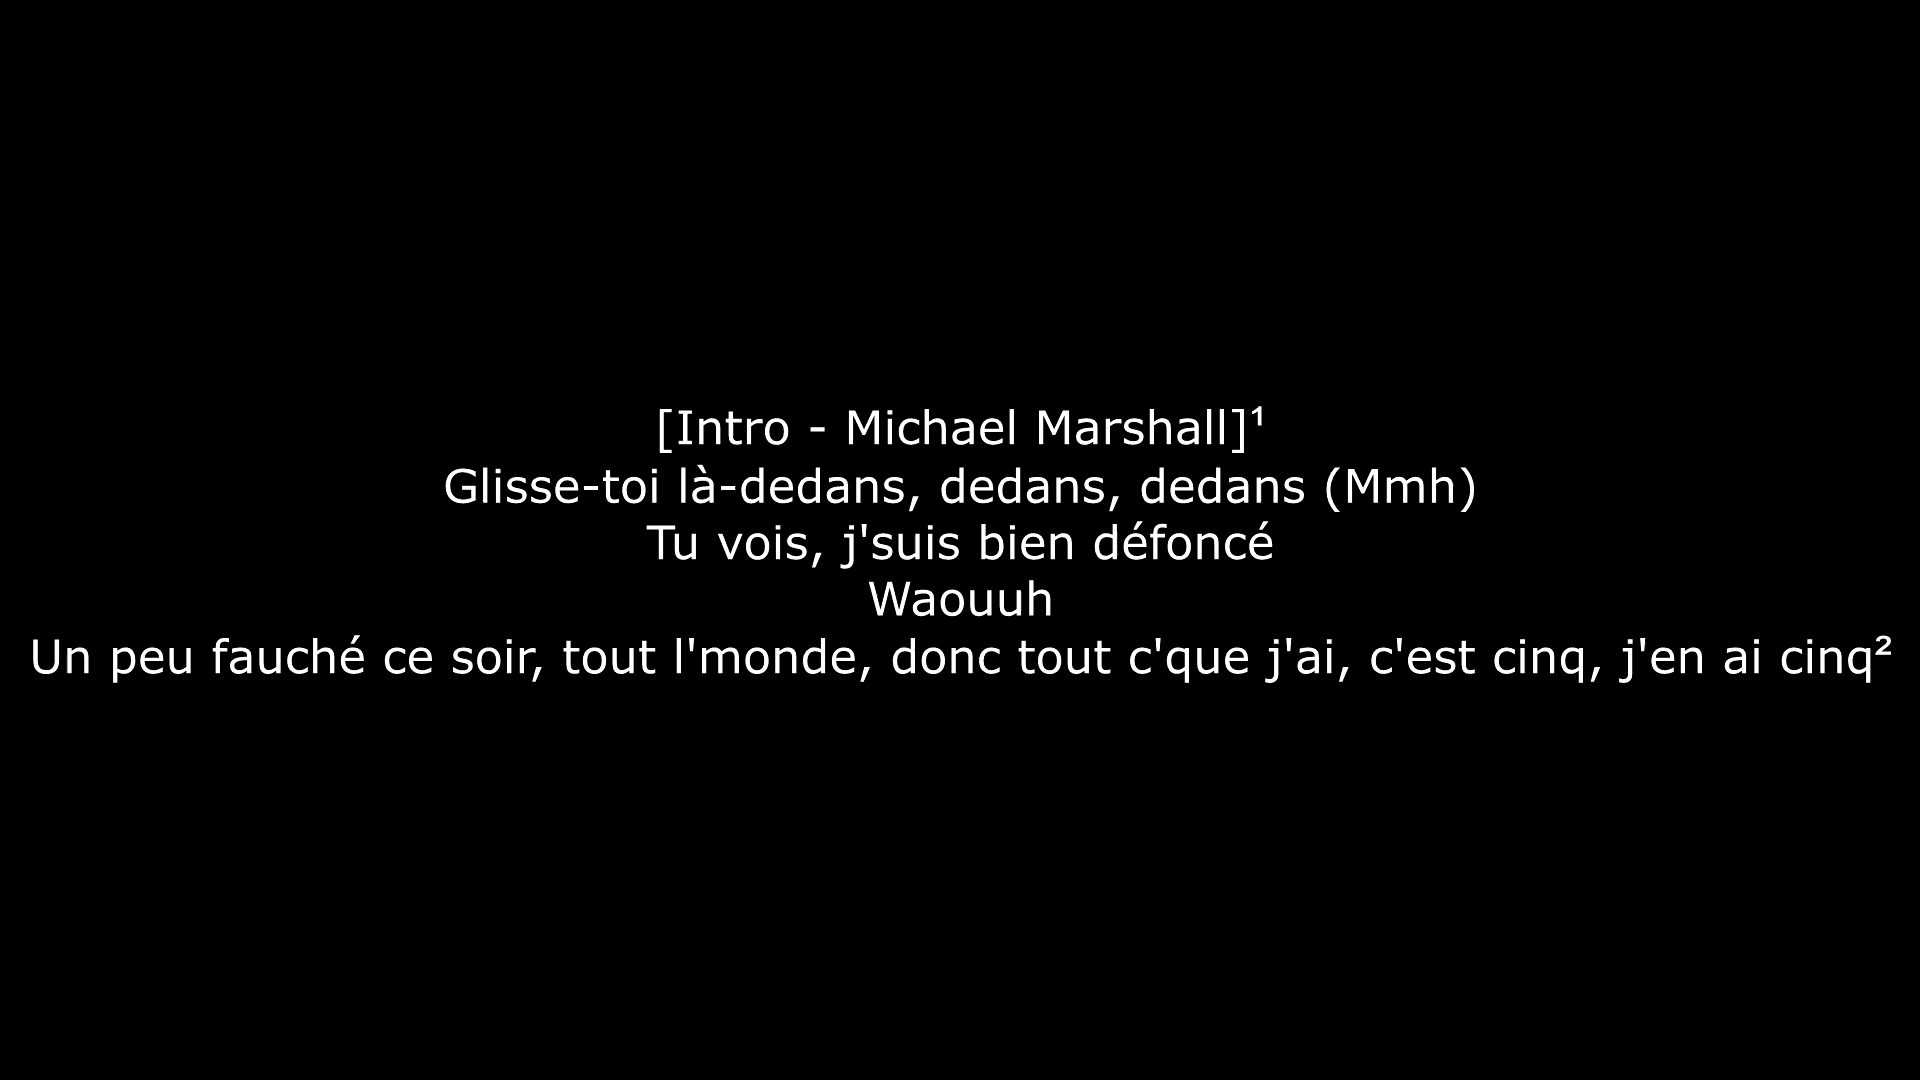 [Intro - Michael Marshall]¹
Glisse-toi là-dedans, dedans, dedans (Mmh)
Tu vois, j'suis bien défoncé
Waouuh
Un peu fauché ce soir, tout l'monde, donc tout c'que j'ai, c'est cinq, j'en ai cinq²